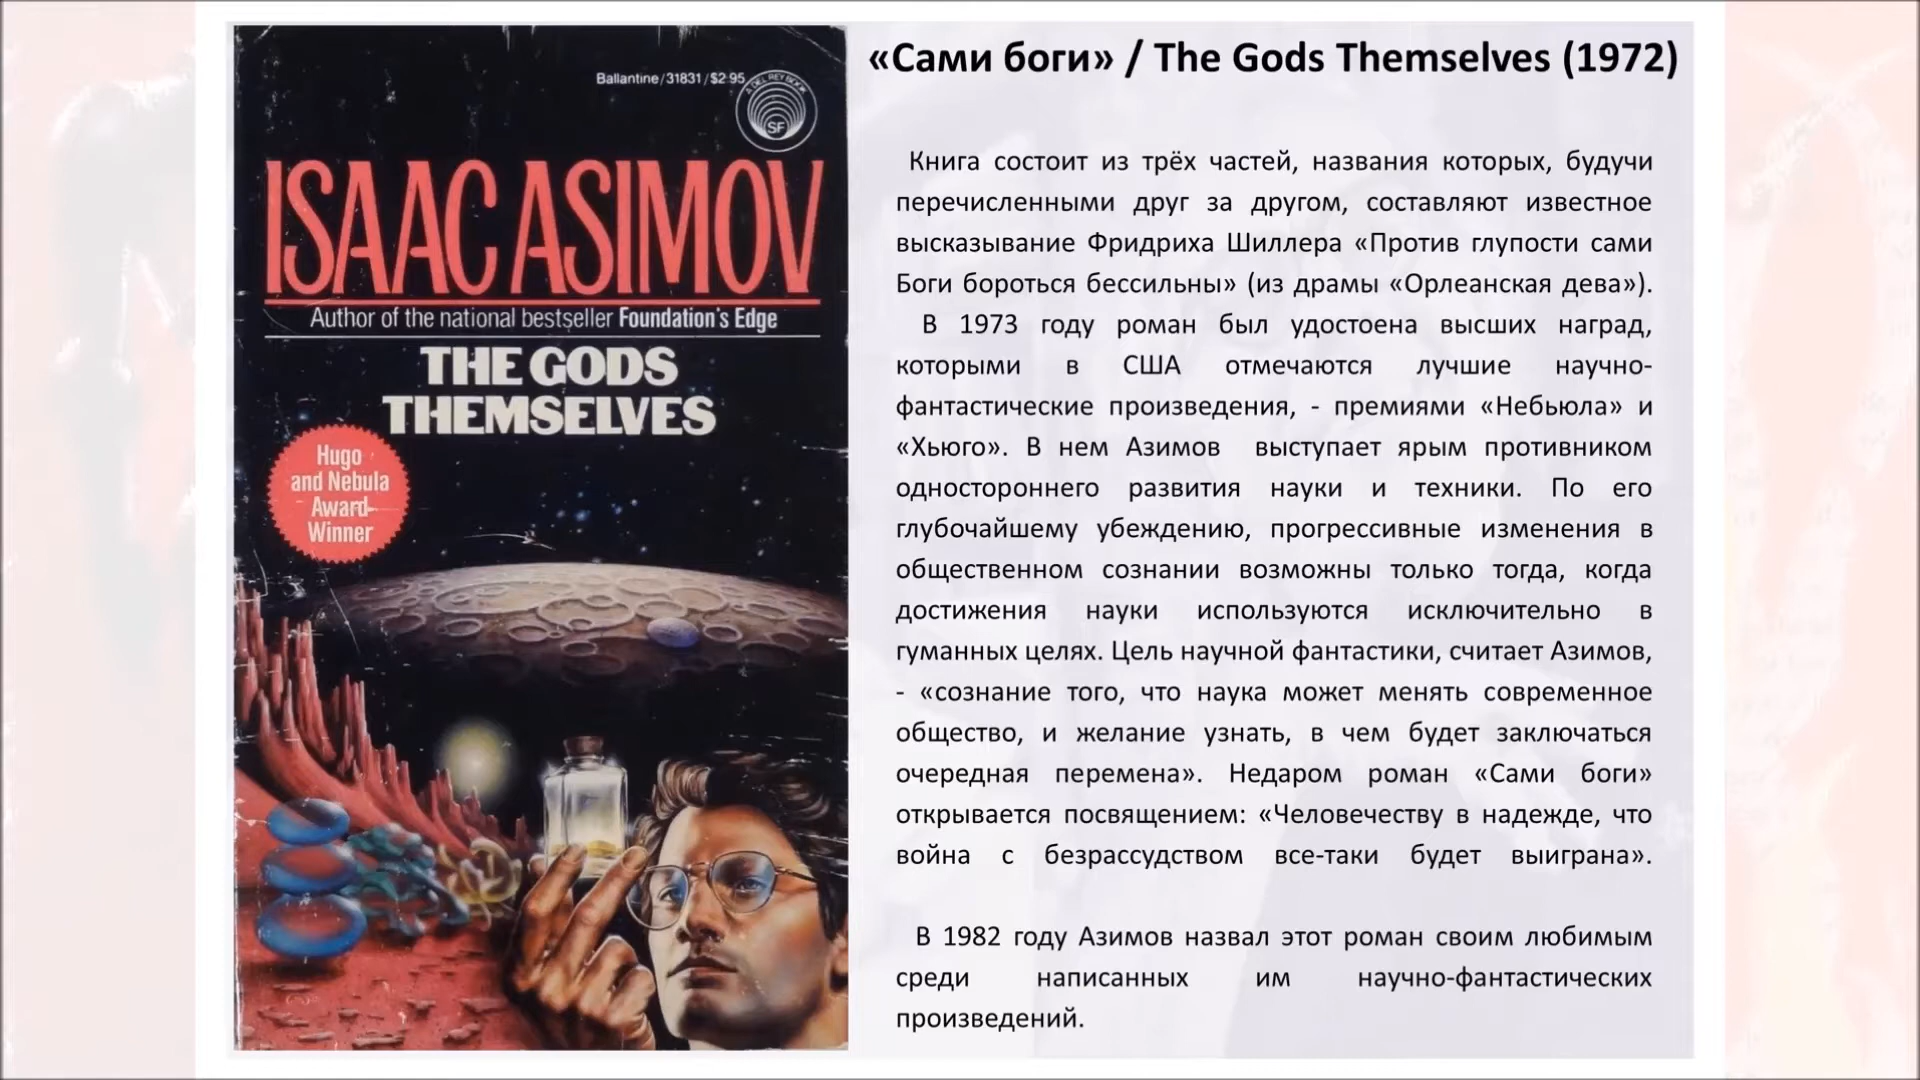 Ballantine/31831/$2.95
A DEL REY BOOK
SF
ISAAC ASIMOV
Author of the national bestseller Foundation's Edge
THE GODS
THEMSELVES
Hugo
and Nebula
Award-
Winner
«Сами боги» / The Gods Themselves (1972)
Книга состоит из трёх частей, названия которых, будучи
перечисленными друг за другом, составляют известное
высказывание Фридриха Шиллера «Против глупости сами
Боги бороться бессильны» (из драмы «Орлеанская дева»).
В 1973 году роман был удостоена высших наград,
которыми в США отмечаются лучшие научно-
фантастические произведения, - премиями «Небьюла» и
«Хьюго». В нем Азимов выступает ярым противником
одностороннего развития науки и техники. По его
глубочайшему убеждению, прогрессивные изменения в
общественном сознании возможны только тогда, когда
достижения науки используются исключительно в
гуманных целях. Цель научной фантастики, считает Азимов,
- «сознание того, что наука может менять современное
общество, и желание узнать, в чем будет заключаться
очередная перемена». Недаром роман «Сами боги»
открывается посвящением: «Человечеству в надежде, что
война с безрассудством все-таки будет выиграна».
В 1982 году Азимов назвал этот роман своим любимым
среди написанных им научно-фантастических
произведений.